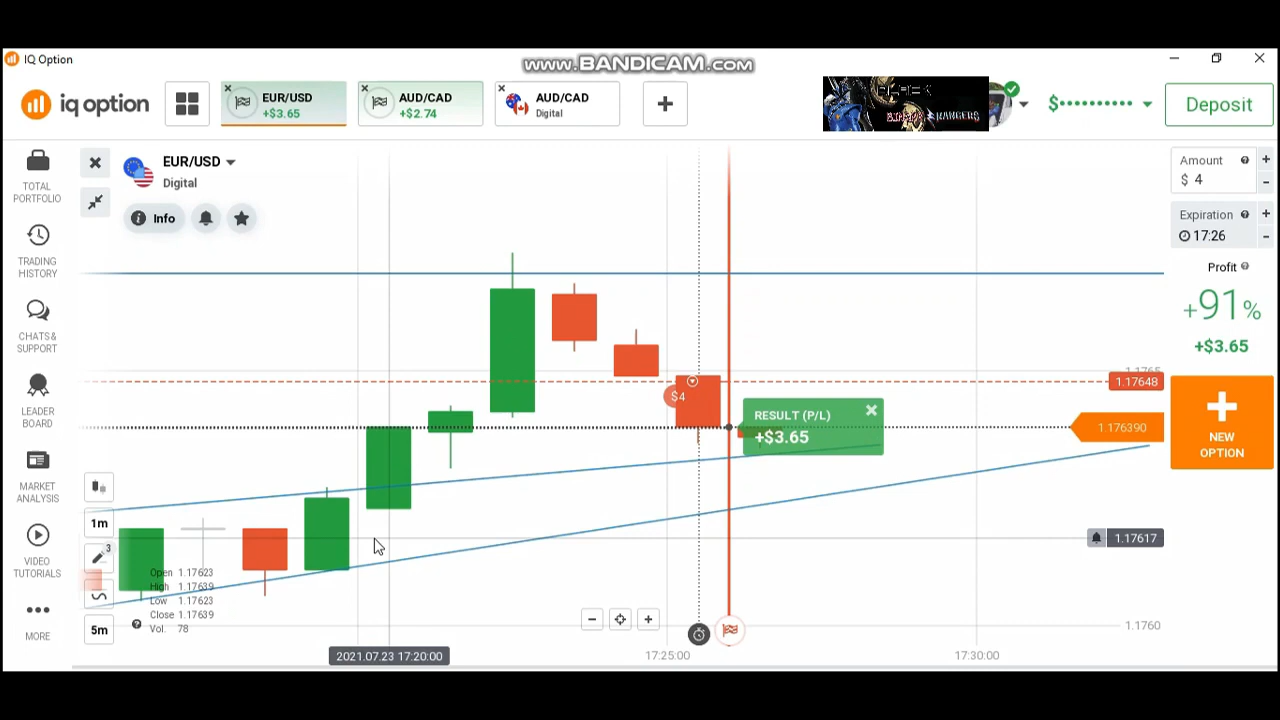 IQ Option
www.BANDICAM.com
iq option
EUR/USD
+$3.65
AUD/CAD
+$2.74
AUD/CAD
Digital
RANGERS
$••••••••••
Deposit
TOTAL
PORTFOLIO
TRADING
HISTORY
CHATS &
SUPPORT
LEADER
BOARD
MARKET
ANALYSIS
VIDEO
TUTORIALS
MORE
EUR/USD
Digital
Info
Amount
$ 4
Expiration
17:26
Profit
+91%
+$3.65
NEW
OPTION
1.1765
1.17648
$4
RESULT (P/L)
+$3.65
1.176390
1.17617
1.1760
1m
3
5m
Open 1.17623
High 1.17639
Low 1.17623
Close 1.17639
Vol. 78
2021.07.23 17:20:00
17:25:00
17:30:00